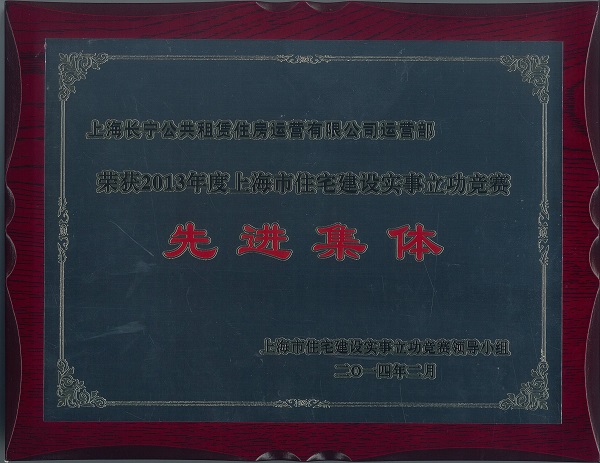 上海长宁公共租赁住房运营有限公司运营部
荣获2013年度上海市住宅建设实事立功竞赛
先进集体
上海市住宅建设实事立功竞赛领导小组
二〇一四年二月